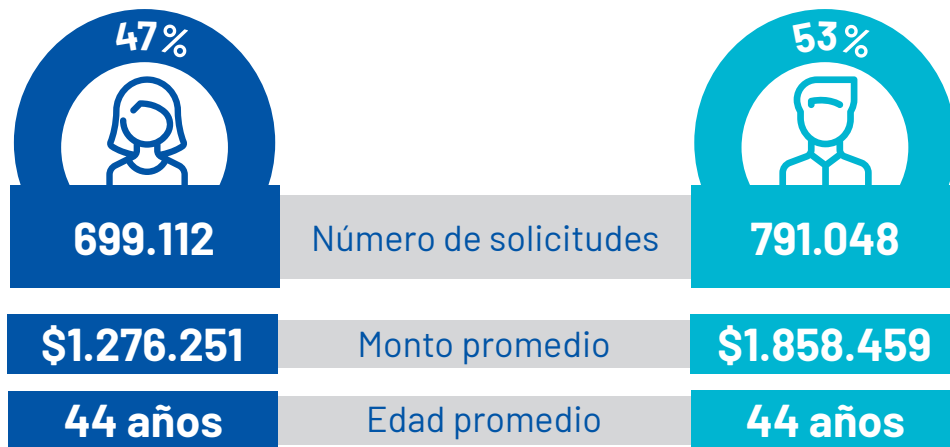 47%
53%
699.112
Número de solicitudes
791.048
$1.276.251
Monto promedio
$1.858.459
44 años
Edad promedio
44 años